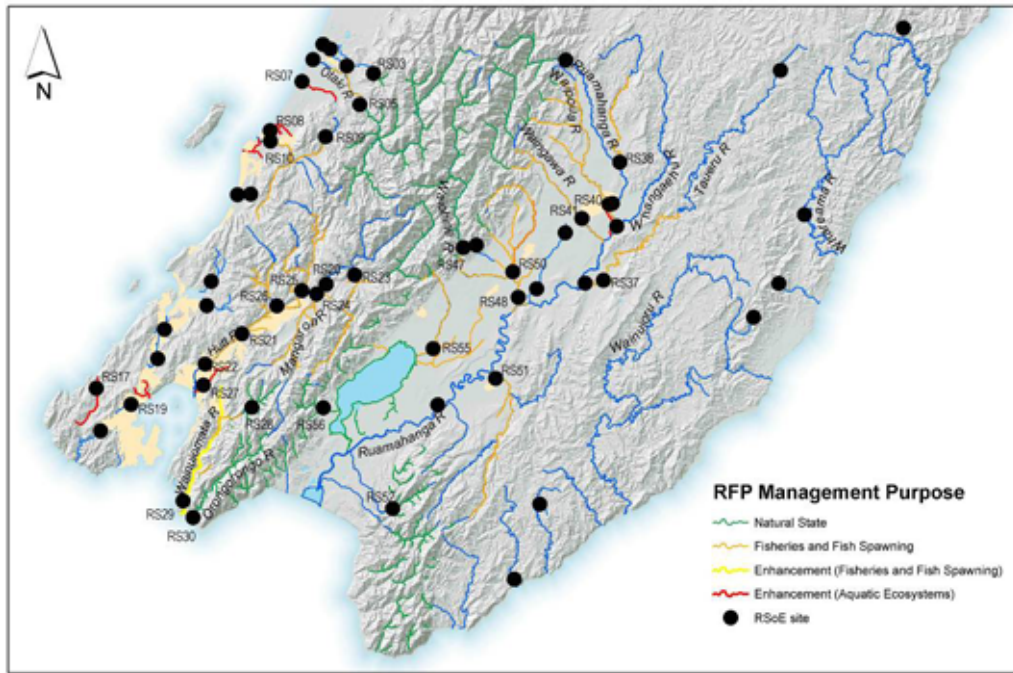 N
RS03
RS07
Otaki R
RS05
RS08
RS09
RS10
Ruamahanga R
Waipoua R
Waingawa R
RS38
Whangaehu R
Taueru R
RS40
RS41
Whareama R
Waiohine R
RS47
RS50
RS20
RS23
RS25
RS24
RS26
RS48
RS37
Hutt R
RS21
Mangaroa R
RS22
RS27
RS55
RS51
RS17
RS19
RS28
RS56
Wainuiomata R
Orongorongo R
Ruamahanga R
RS29
RS30
RS52
RFP Management Purpose
Natural State
Fisheries and Fish Spawning
Enhancement (Fisheries and Fish Spawning)
Enhancement (Aquatic Ecosystems)
RSoE site